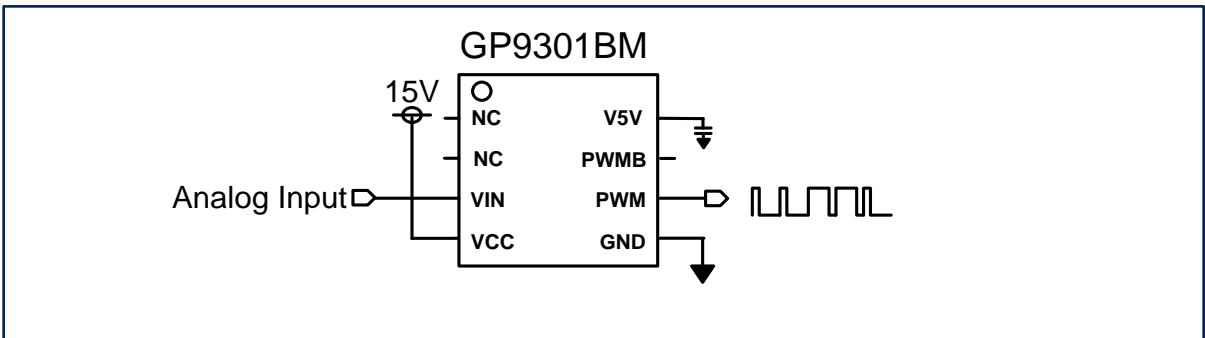 GP9301BM
15V
NC V5V
NC PWMB
Analog Input VIN PWM
VCC GND